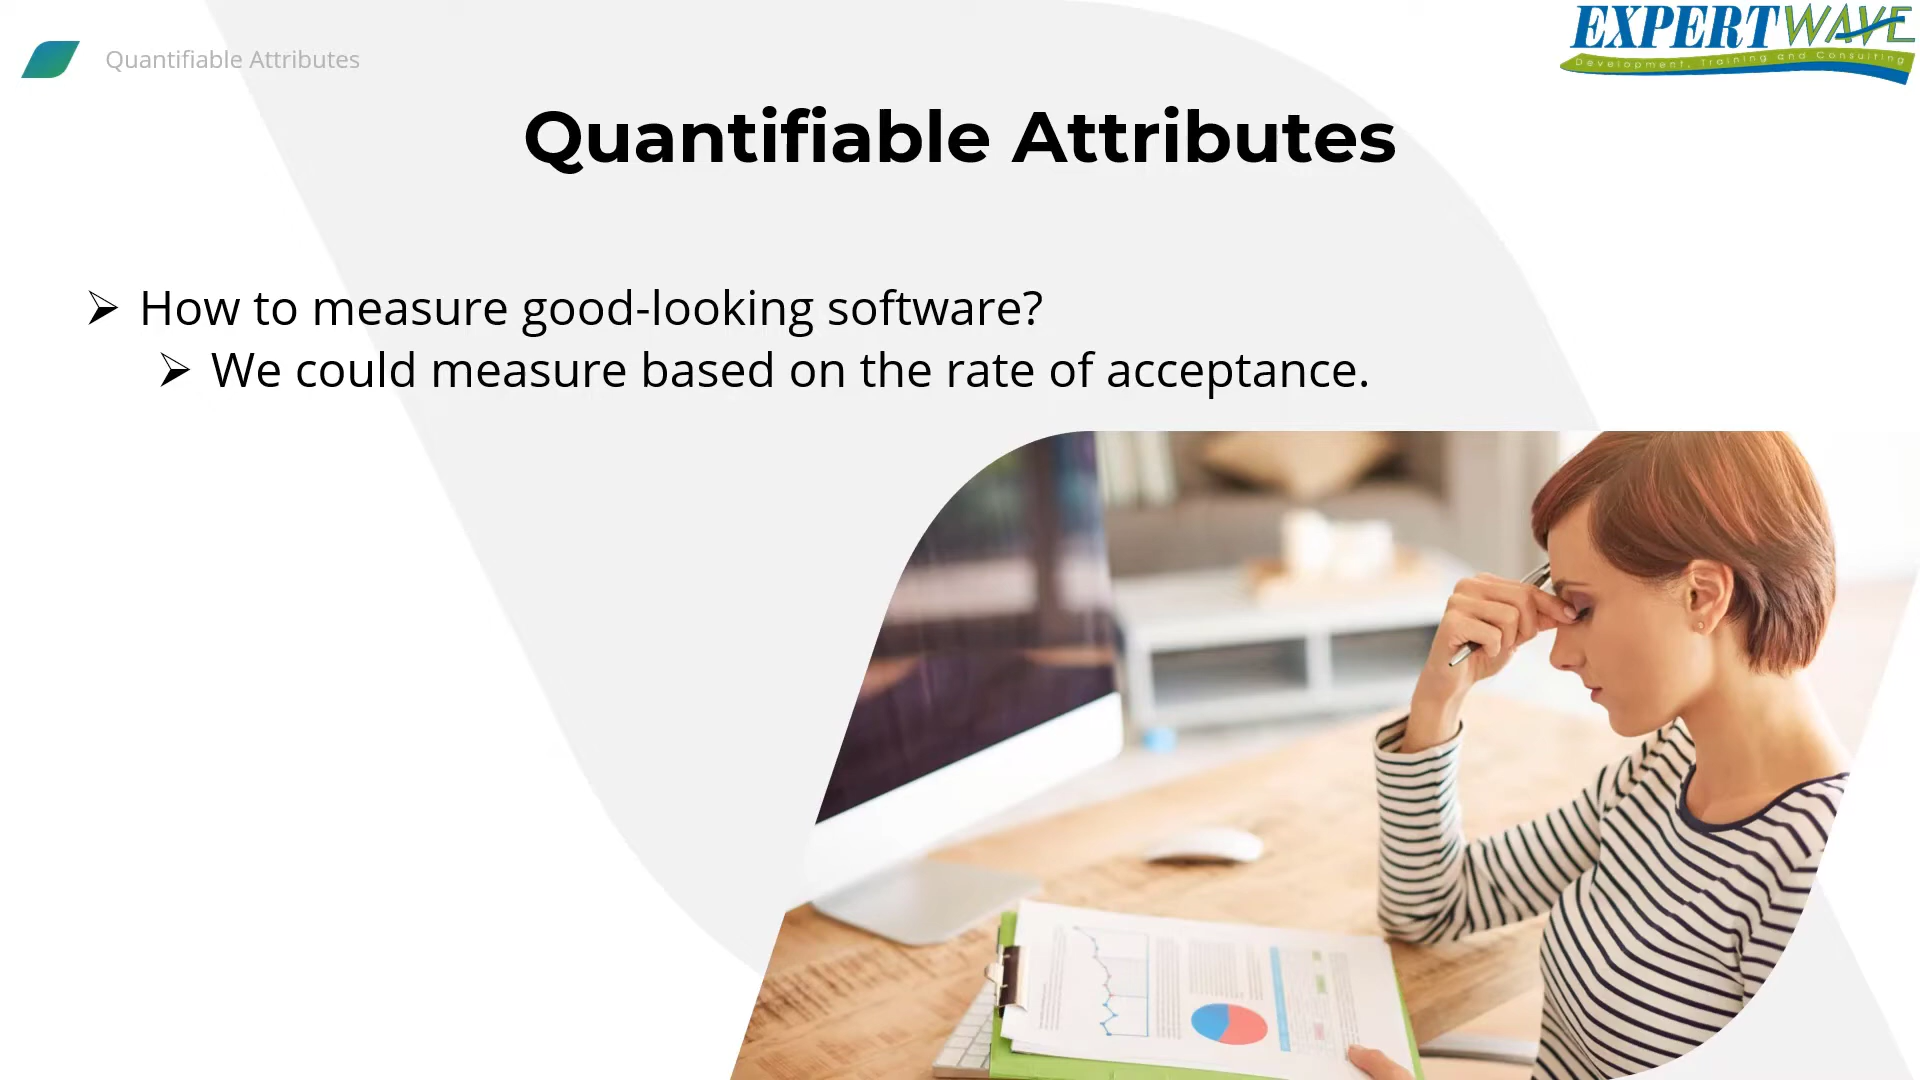 Quantifiable Attributes
EXPERTWAVE
Development, Training and Consulting
Quantifiable Attributes
➢ How to measure good-looking software?
➢ We could measure based on the rate of acceptance.